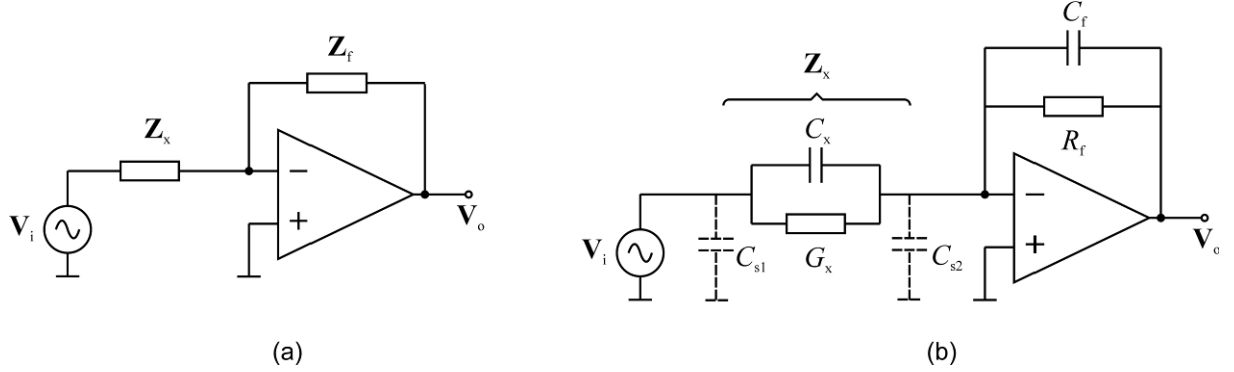 Z_f
Z_x
−
+
V_i
V_o
(a)
C_f
Z_x
C_x
R_f
−
+
V_i
C_s1
G_x
C_s2
V_o
(b)